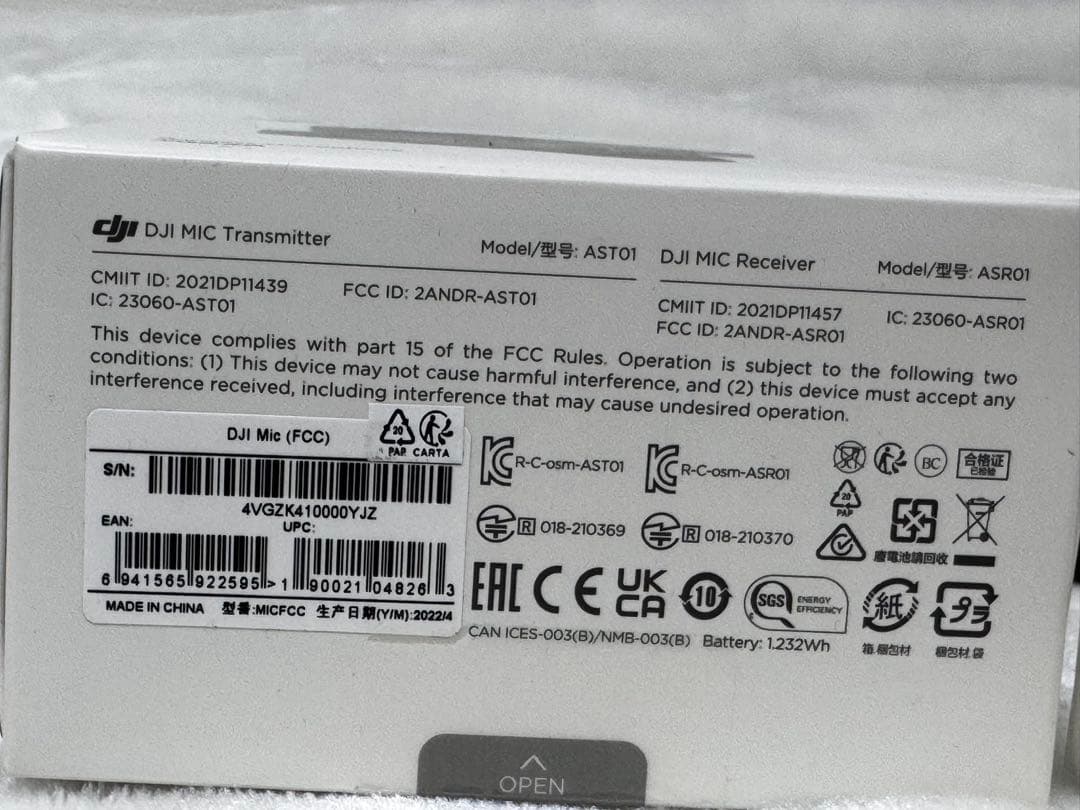 dji DJI MIC Transmitter
Model/型号: AST01
CMIIT ID: 2021DP11439
FCC ID: 2ANDR-AST01
IC: 23060-AST01
DJI MIC Receiver
Model/型号: ASR01
CMIIT ID: 2021DP11457
IC: 23060-ASR01
FCC ID: 2ANDR-ASR01
This device complies with part 15 of the FCC Rules. Operation is subject to the following two
conditions: (1) This device may not cause harmful interference, and (2) this device must accept any
interference received, including interference that may cause undesired operation.
DJI Mic (FCC)
20
PAP CARTA
S/N:
4VGZK410000YJZ
EAN:
UPC:
6 941565 922595 >
1 90021 04826 3
MADE IN CHINA 型番:MICFCC 生产日期(Y/M):2022/4
R-C-osm-AST01
R-C-osm-ASR01
BC
合格证
已检验
20
PAP
R 018-210369
R 018-210370
廢電池請回收
EAC CE UKCA 10
SGS ENERGY EFFICIENCY
紙
プラ
CAN ICES-003(B)/NMB-003(B) Battery: 1.232Wh
箱.梱包材
梱包材.袋
OPEN